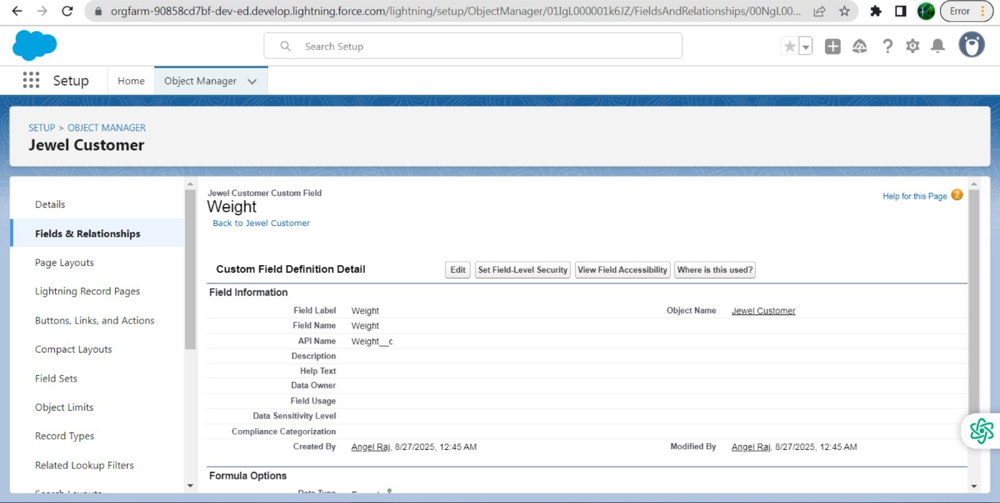 orgfarm-90858cd7bf-dev-ed.develop.lightning.force.com/lightning/setup/ObjectManager/01IgL000001k6JZ/FieldsAndRelationships/00NgL00...
Error
Search Setup
Setup
Home
Object Manager
SETUP > OBJECT MANAGER
Jewel Customer
Details
Fields & Relationships
Page Layouts
Lightning Record Pages
Buttons, Links, and Actions
Compact Layouts
Field Sets
Object Limits
Record Types
Related Lookup Filters
Search Layouts
Jewel Customer Custom Field
Weight
Back to Jewel Customer
Help for this Page
Custom Field Definition Detail
Edit
Set Field-Level Security
View Field Accessibility
Where is this used?
Field Information
Field Label Weight Object Name Jewel Customer
Field Name Weight
API Name Weight__c
Description
Help Text
Data Owner
Field Usage
Data Sensitivity Level
Compliance Categorization
Created By Angel Raj, 8/27/2025, 12:45 AM Modified By Angel Raj, 8/27/2025, 12:45 AM
Formula Options
Data Type